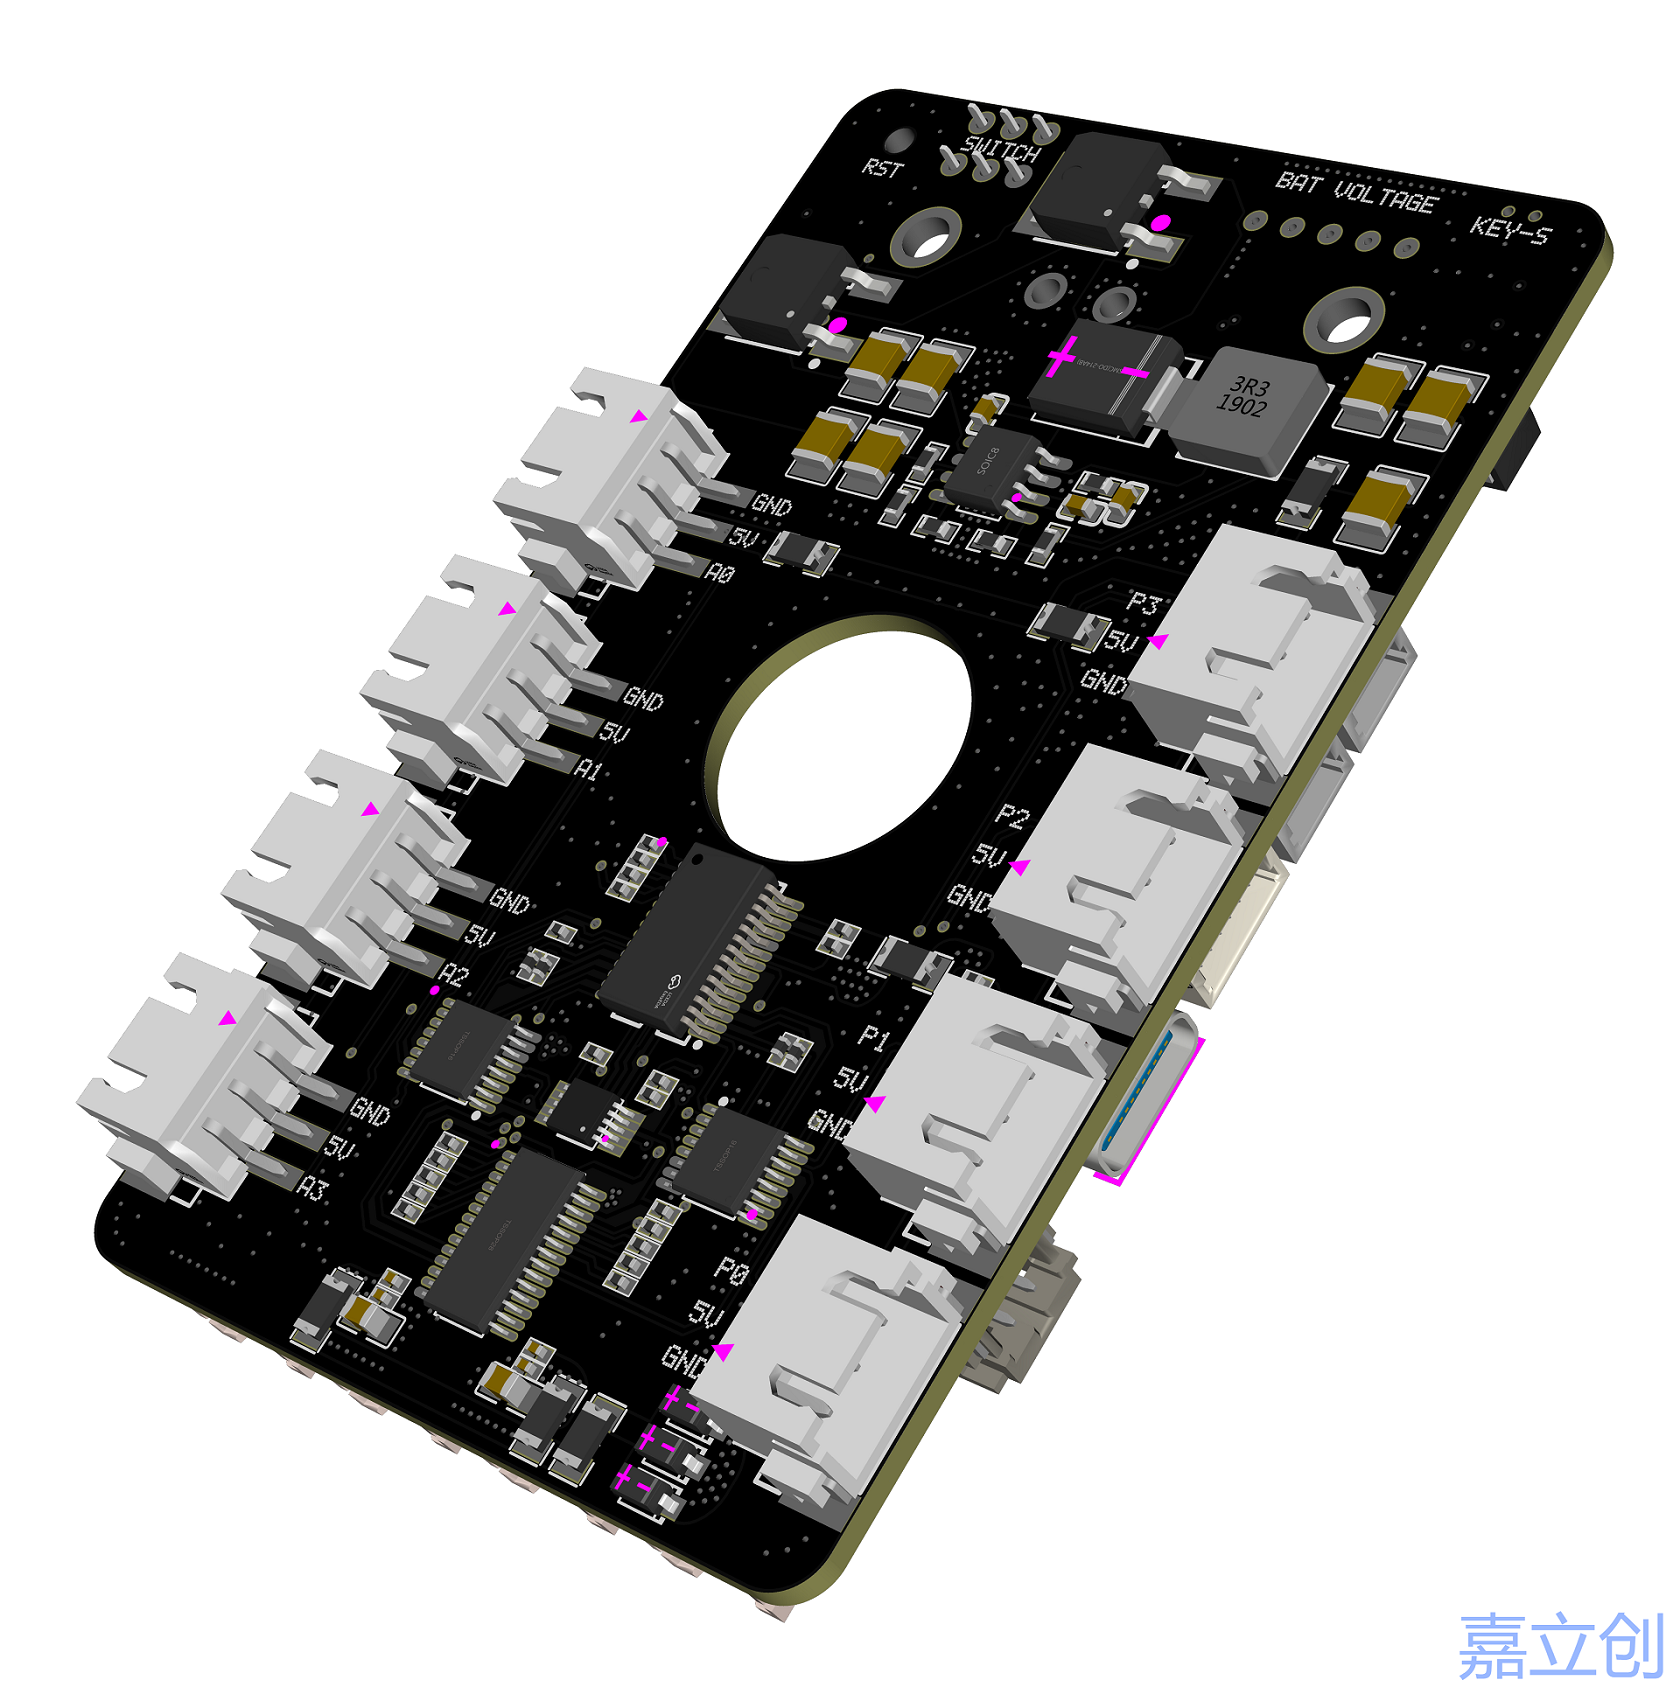 SWITCH
RST
BAT VOLTAGE
KEY-S
3R3
1902
SOIC8
GND
5V
A0
P3
5V
GND
GND
5V
A1
P2
5V
GND
GND
5V
A2
P1
5V
GND
GND
5V
A3
P0
5V
GND
嘉立创